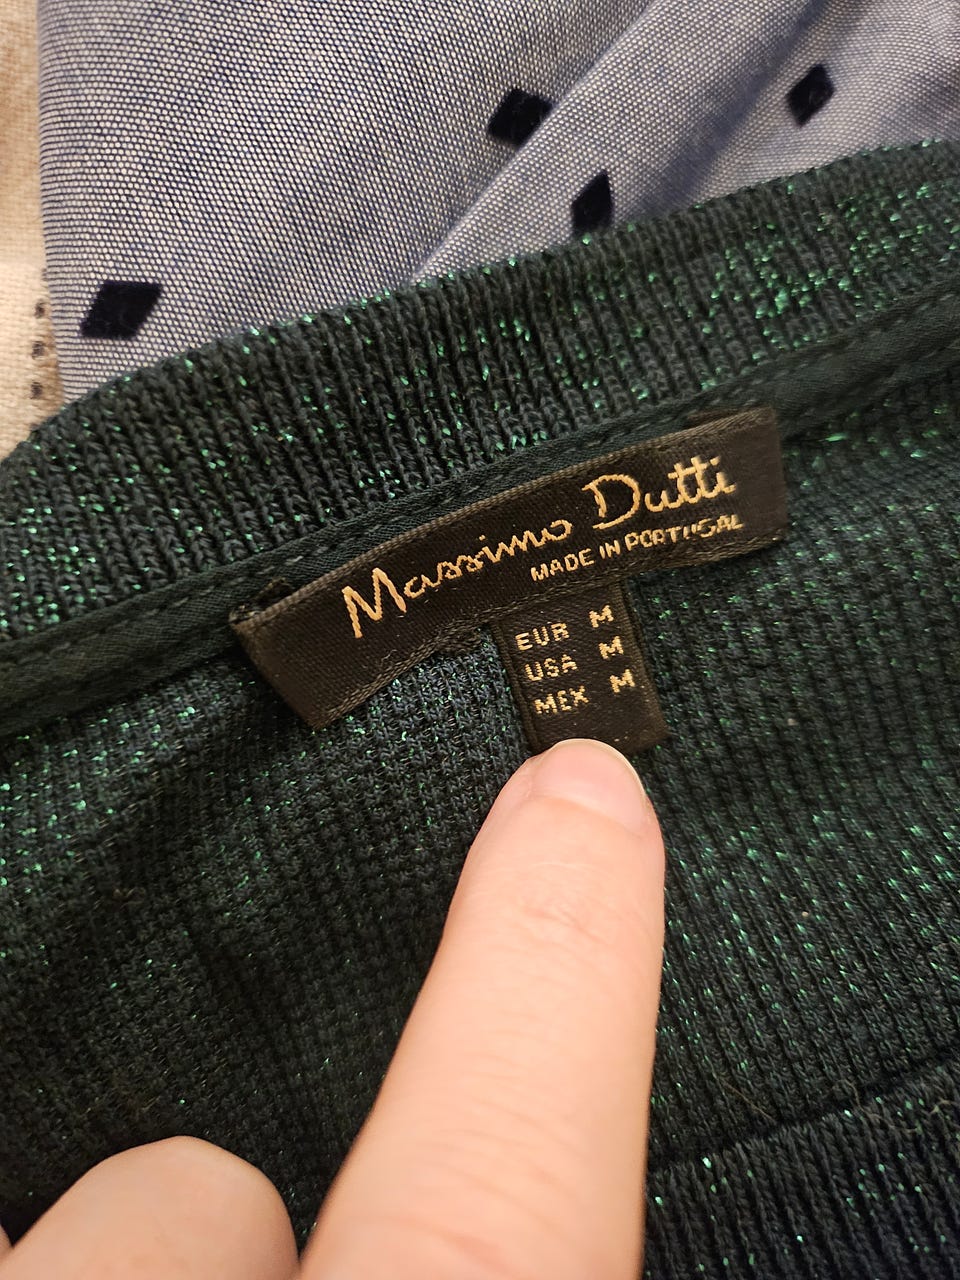 Massimo Dutti
MADE IN PORTUGAL
EUR M
USA M
MEX M